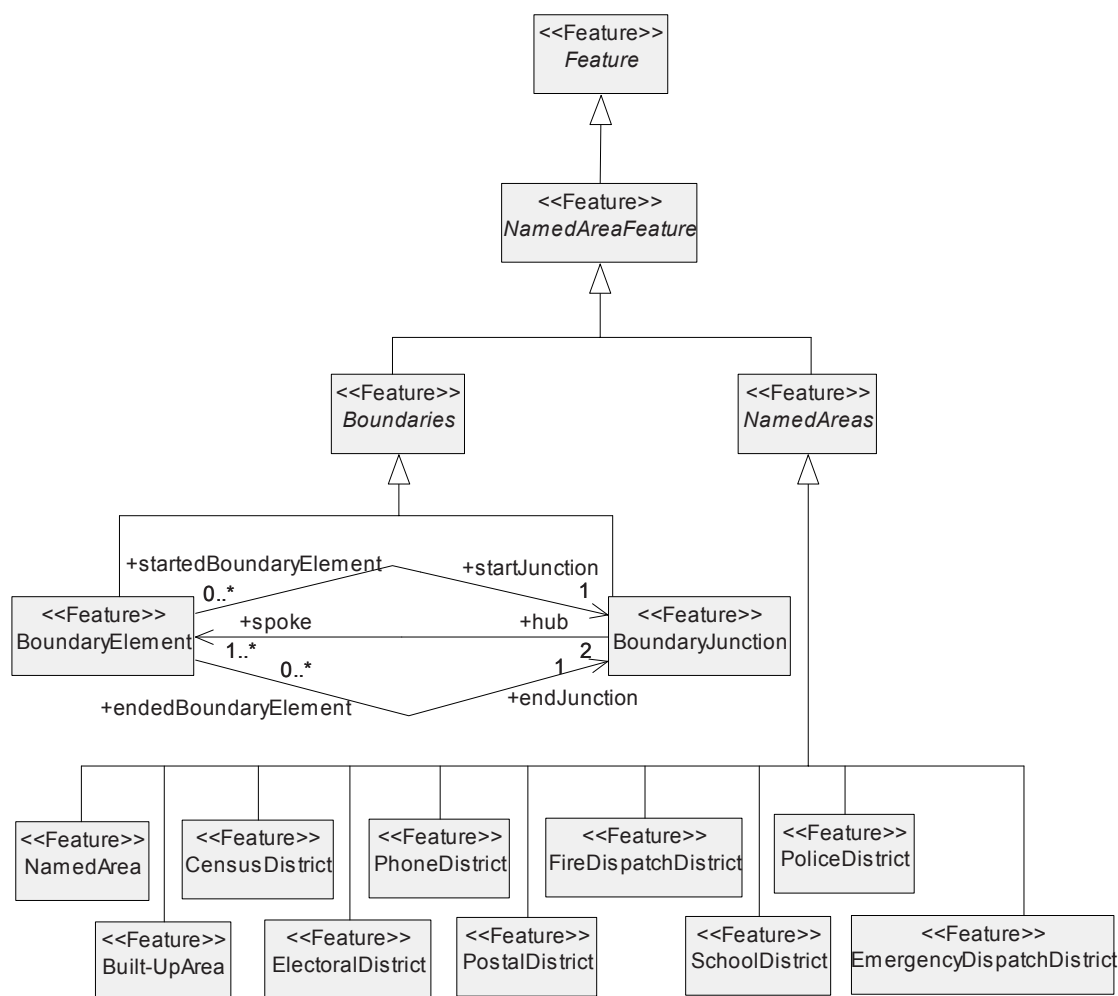 <<Feature>>
Feature
<<Feature>>
NamedAreaFeature
<<Feature>>
Boundaries
<<Feature>>
NamedAreas
+startedBoundaryElement
0..*
+startJunction
1
<<Feature>>
BoundaryElement
+spoke
1..*
+hub
2
<<Feature>>
BoundaryJunction
0..*
+endedBoundaryElement
1
+endJunction
<<Feature>>
NamedArea
<<Feature>>
CensusDistrict
<<Feature>>
PhoneDistrict
<<Feature>>
FireDispatchDistrict
<<Feature>>
PoliceDistrict
<<Feature>>
Built-UpArea
<<Feature>>
ElectoralDistrict
<<Feature>>
PostalDistrict
<<Feature>>
SchoolDistrict
<<Feature>>
EmergencyDispatchDistrict